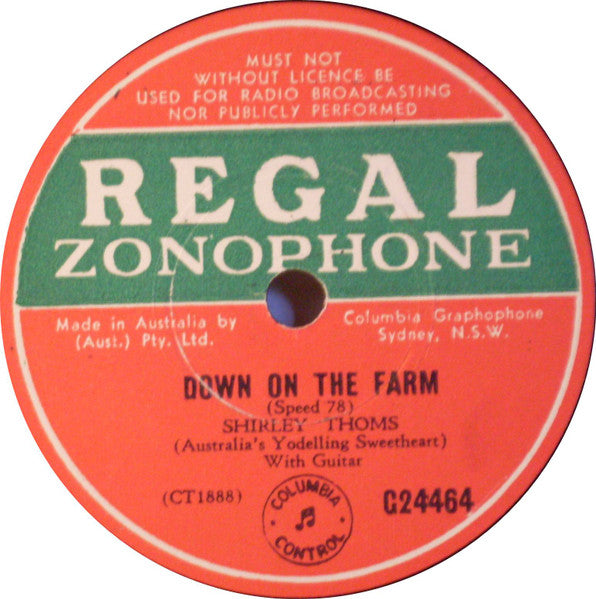 MUST NOT
WITHOUT LICENCE BE
USED FOR RADIO BROADCASTING
NOR PUBLICLY PERFORMED
REGAL
ZONOPHONE
Made in Australia by Columbia Graphophone
(Aust.) Pty. Ltd. Sydney, N.S.W.
DOWN ON THE FARM
(Speed 78)
SHIRLEY THOMS
(Australia's Yodelling Sweetheart)
With Guitar
(CT1888) G24464
COLUMBIA
CONTROL